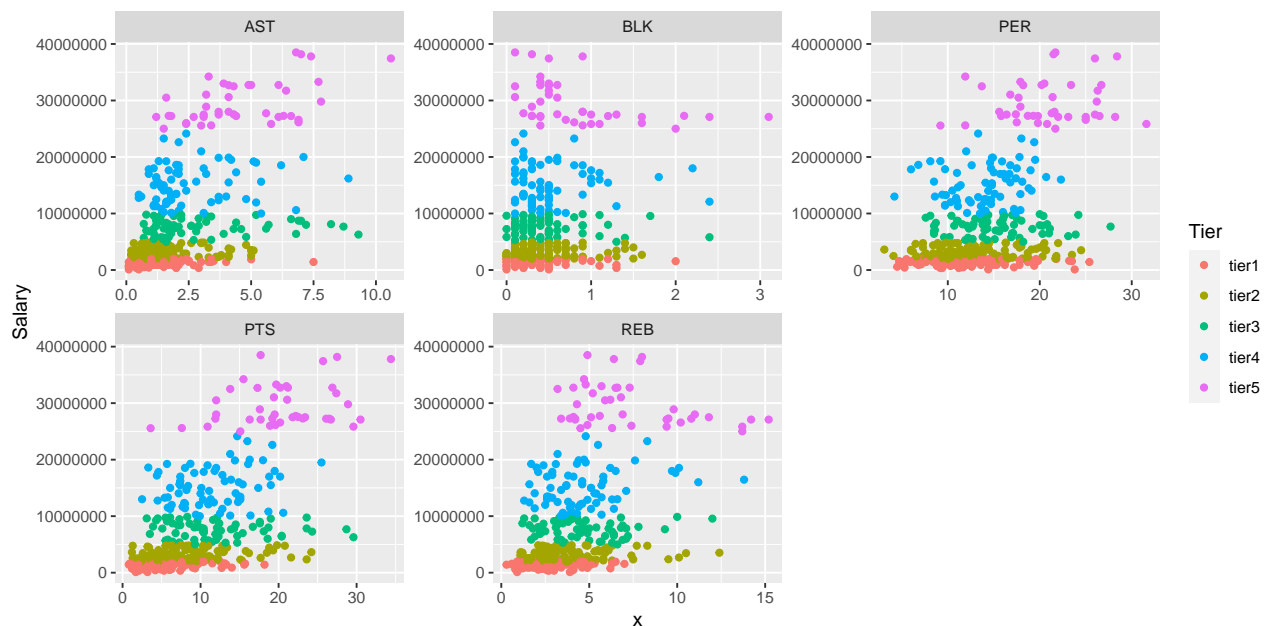 AST
BLK
PER
40000000
30000000
20000000
10000000
0
0.0 2.5 5.0 7.5 10.0
40000000
30000000
20000000
10000000
0
0 1 2 3
40000000
30000000
20000000
10000000
0
10 20 30
PTS
REB
40000000
30000000
20000000
10000000
0
0 10 20 30
40000000
30000000
20000000
10000000
0
0 5 10 15
Salary
x
Tier
tier1
tier2
tier3
tier4
tier5